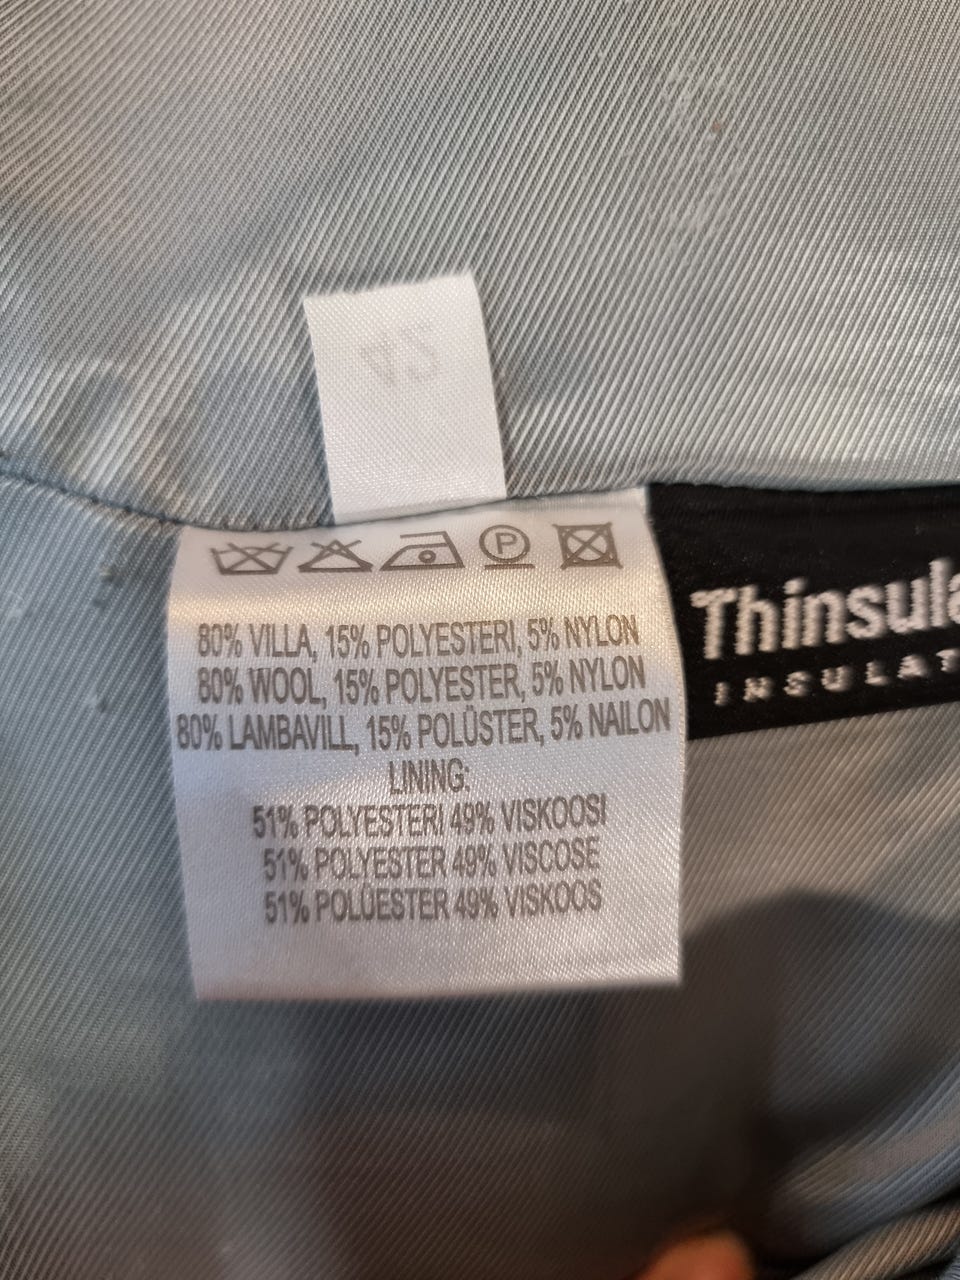 42
P
80% VILLA, 15% POLYESTERI, 5% NYLON
80% WOOL, 15% POLYESTER, 5% NYLON
80% LAMBAVILL, 15% POLÜSTER, 5% NAILON
LINING:
51% POLYESTERI 49% VISKOOSI
51% POLYESTER 49% VISCOSE
51% POLÜESTER 49% VISKOOS